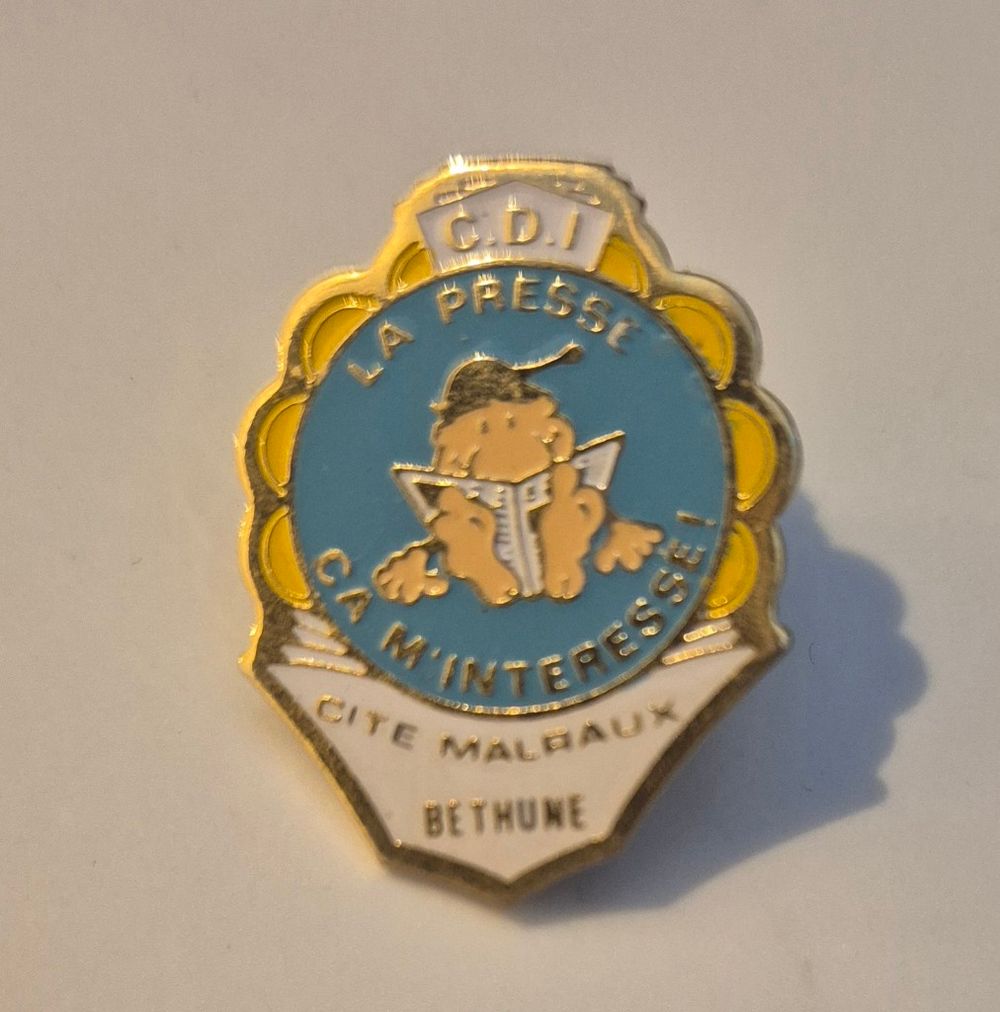 C.D.I
LA PRESSE
CA M'INTERESSE !
CITE MALRAUX
BETHUNE